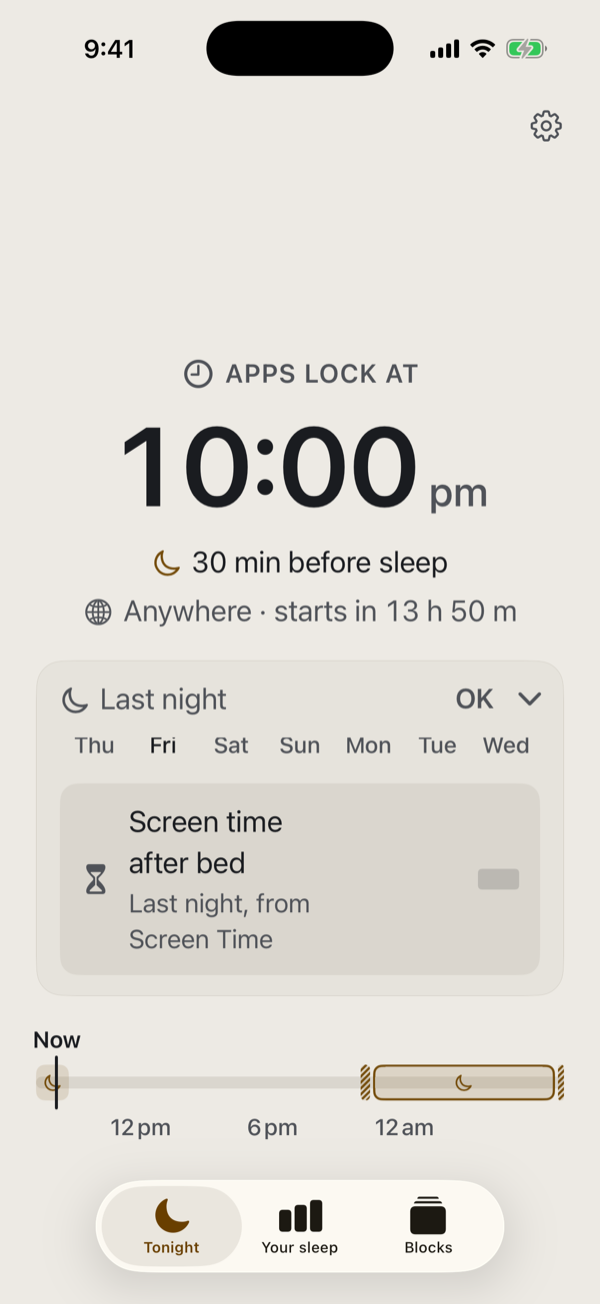 9:41
APPS LOCK AT
10:00 pm
30 min before sleep
Anywhere · starts in 13 h 50 m
Last night OK
Thu Fri Sat Sun Mon Tue Wed
Screen time
after bed
Last night, from
Screen Time
Now
12 pm 6 pm 12 am
Tonight Your sleep Blocks